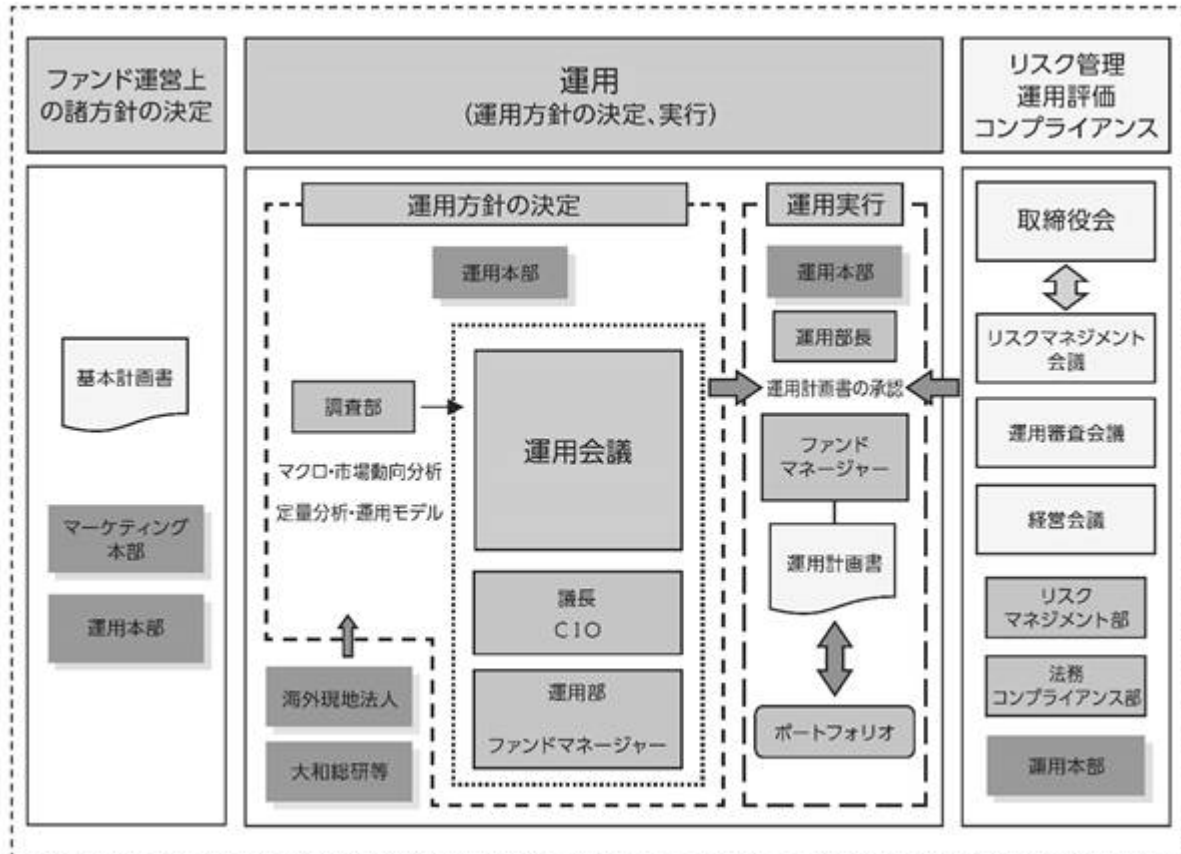 ファンド運営上
の諸方針の決定
運用
(運用方針の決定、実行)
リスク管理
運用評価
コンプライアンス
基本計画書
マーケティング
本部
運用本部
運用方針の決定
運用本部
調査部
マクロ・市場動向分析
定量分析・運用モデル
運用会議
議長
CIO
運用部
ファンドマネージャー
海外現地法人
大和総研等
運用実行
運用本部
運用部長
運用計画書の承認
ファンド
マネージャー
運用計画書
ポートフォリオ
取締役会
リスクマネジメント
会議
運用審査会議
経営会議
リスク
マネジメント部
法務
コンプライアンス部
運用本部